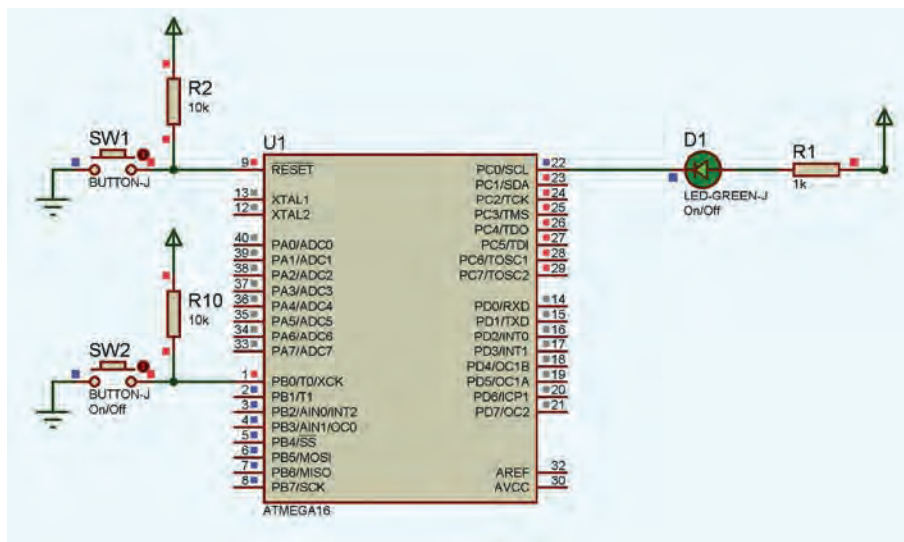 R2
10k
SW1
BUTTON-J
U1
9
RESET
13
XTAL1
12
XTAL2
40
PA0/ADC0
39
PA1/ADC1
38
PA2/ADC2
37
PA3/ADC3
36
PA4/ADC4
35
PA5/ADC5
34
PA6/ADC6
33
PA7/ADC7
R10
10k
SW2
BUTTON-J
On/Off
1
PB0/T0/XCK
2
PB1/T1
3
PB2/AIN0/INT2
4
PB3/AIN1/OC0
5
PB4/SS
6
PB5/MOSI
7
PB6/MISO
8
PB7/SCK
ATMEGA16
PC0/SCL
22
PC1/SDA
23
PC2/TCK
24
PC3/TMS
25
PC4/TDO
26
PC5/TDI
27
PC6/TOSC1
28
PC7/TOSC2
29
PD0/RXD
14
PD1/TXD
15
PD2/INT0
16
PD3/INT1
17
PD4/OC1B
18
PD5/OC1A
19
PD6/ICP1
20
PD7/OC2
21
AREF
32
AVCC
30
D1
LED-GREEN-J
On/Off
R1
1k